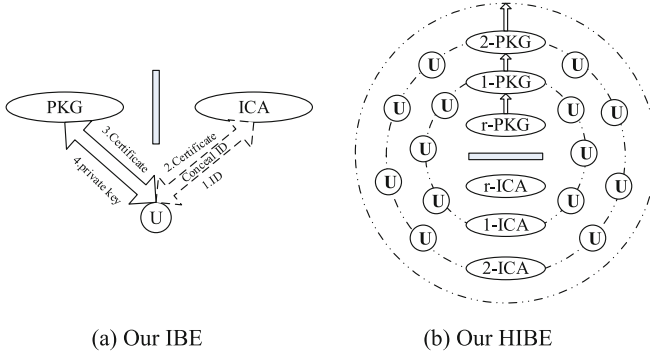 PKG
ICA
3.Certificate
4.private key
2.Certificate
Conceal ID
1.ID
U
(a) Our IBE
2-PKG
U
U
1-PKG
U
U
U
U
r-PKG
U
U
r-ICA
U
U
U
U
1-ICA
U
U
2-ICA
(b) Our HIBE